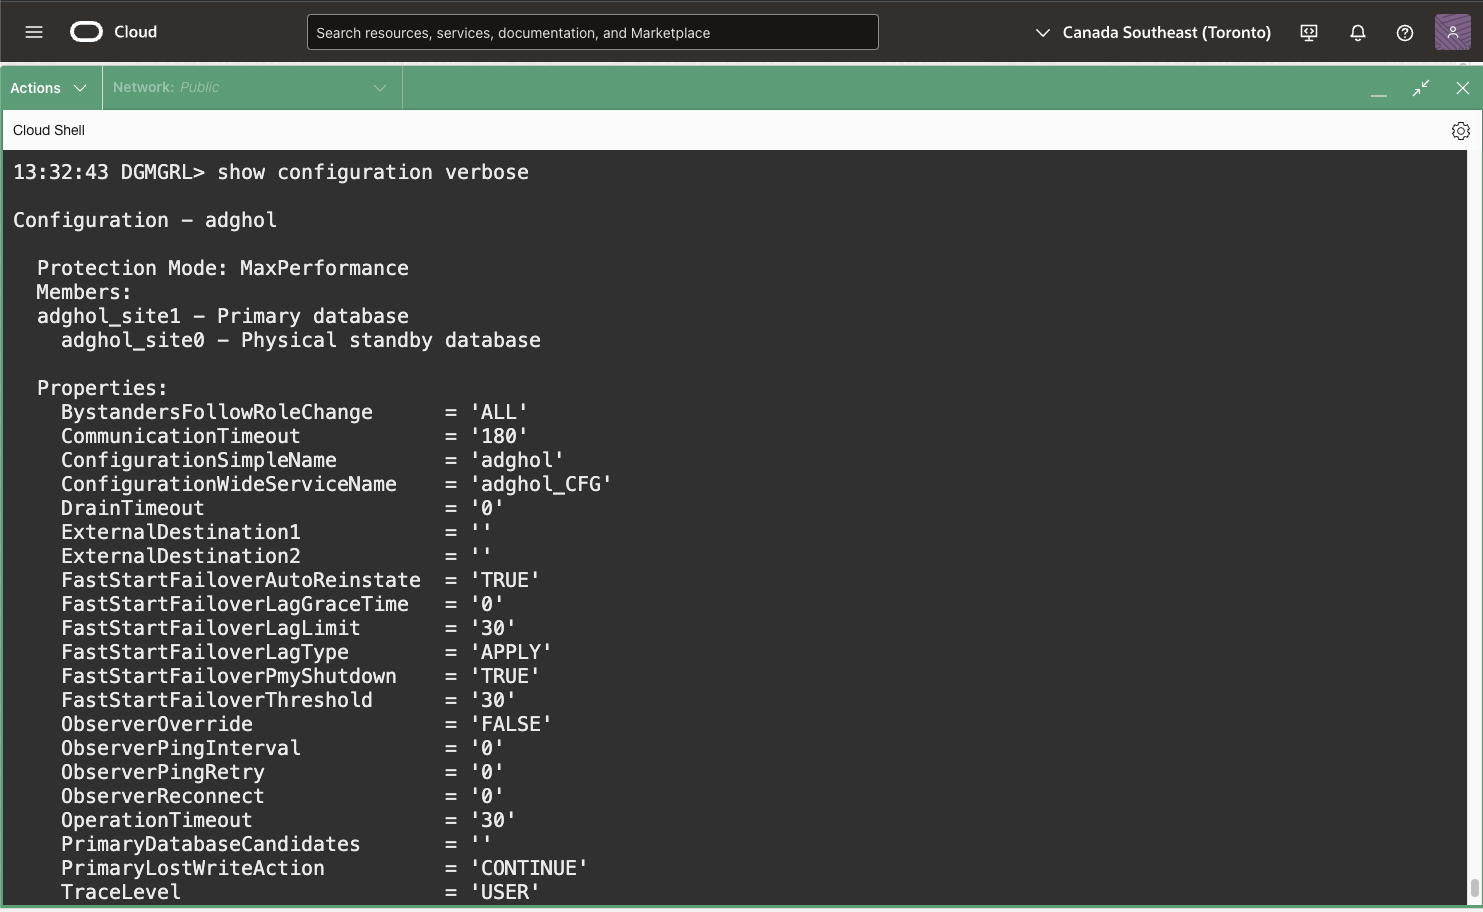 Cloud
Search resources, services, documentation, and Marketplace
Canada Southeast (Toronto)
Actions
Network: Public
Cloud Shell
13:32:43 DGMGRL> show configuration verbose
Configuration - adghol
Protection Mode: MaxPerformance
Members:
adghol_site1 - Primary database
adghol_site0 - Physical standby database
Properties:
BystandersFollowRoleChange = 'ALL'
CommunicationTimeout = '180'
ConfigurationSimpleName = 'adghol'
ConfigurationWideServiceName = 'adghol_CFG'
DrainTimeout = '0'
ExternalDestination1 = ''
ExternalDestination2 = ''
FastStartFailoverAutoReinstate = 'TRUE'
FastStartFailoverLagGraceTime = '0'
FastStartFailoverLagLimit = '30'
FastStartFailoverLagType = 'APPLY'
FastStartFailoverPmyShutdown = 'TRUE'
FastStartFailoverThreshold = '30'
ObserverOverride = 'FALSE'
ObserverPingInterval = '0'
ObserverPingRetry = '0'
ObserverReconnect = '0'
OperationTimeout = '30'
PrimaryDatabaseCandidates = ''
PrimaryLostWriteAction = 'CONTINUE'
TraceLevel = 'USER'